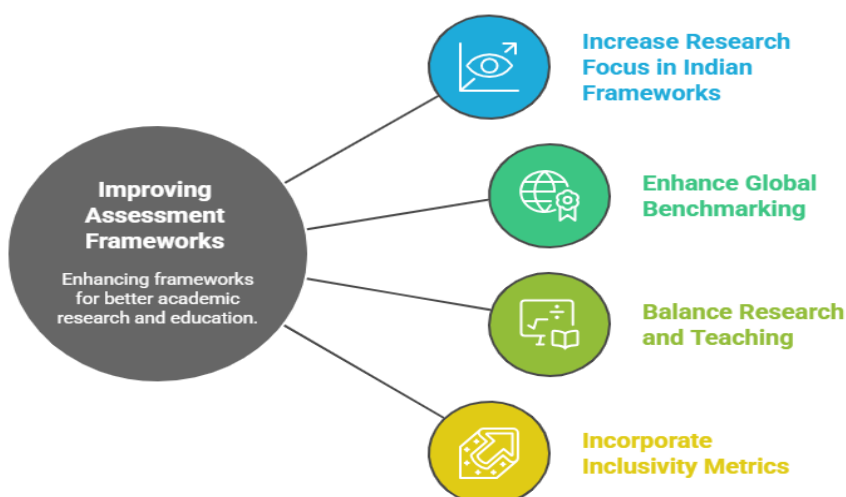 Improving
Assessment
Frameworks
Enhancing frameworks
for better academic
research and education.
Increase Research
Focus in Indian
Frameworks
Enhance Global
Benchmarking
Balance Research
and Teaching
Incorporate
Inclusivity Metrics